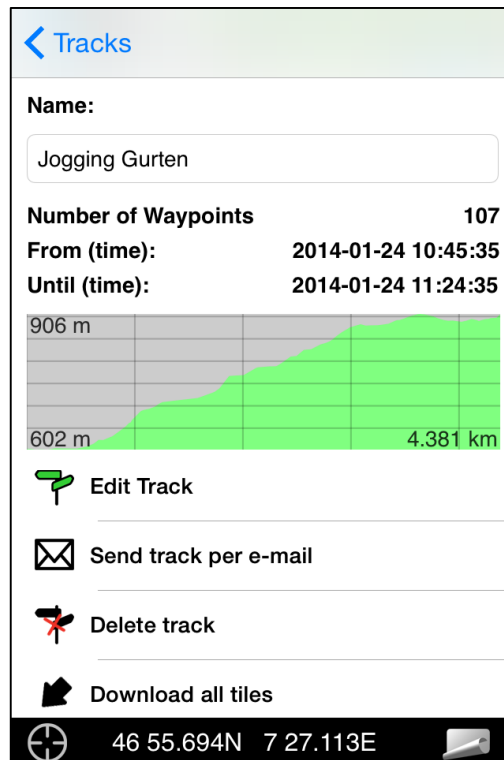 Tracks
Name:
Jogging Gurten
Number of Waypoints 107
From (time): 2014-01-24 10:45:35
Until (time): 2014-01-24 11:24:35
906 m
602 m 4.381 km
Edit Track
Send track per e-mail
Delete track
Download all tiles
46 55.694N 7 27.113E